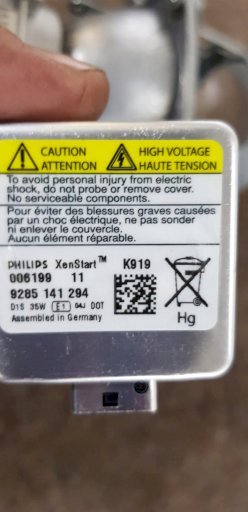 CAUTION
ATTENTION
HIGH VOLTAGE
HAUTE TENSION
To avoid personal injury from electric
shock, do not probe or remove cover.
No serviceable components.
Pour éviter des blessures graves causées
par un choc électrique, ne pas sonder
ni enlever le couvercle.
Aucun élément réparable.
PHILIPS XenStart™ K919
006199 11
9285 141 294
D1S 35W E1 04J DOT
Assembled in Germany
Hg